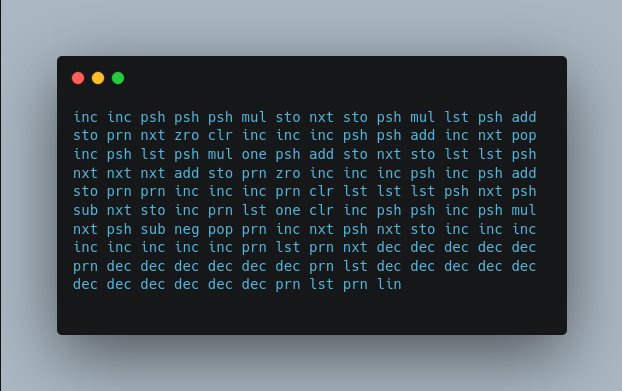 inc inc psh psh psh mul sto nxt sto psh mul lst psh add
sto prn nxt zro clr inc inc inc psh psh add inc nxt pop
inc psh lst psh mul one psh add sto nxt sto lst lst psh
nxt nxt nxt add sto prn zro inc inc inc psh inc psh add
sto prn prn inc inc inc prn clr lst lst lst psh nxt psh
sub nxt sto inc prn lst one clr inc psh psh inc psh mul
nxt psh sub neg pop prn inc nxt psh nxt sto inc inc inc
inc inc inc inc inc prn lst prn nxt dec dec dec dec dec
prn dec dec dec dec dec dec prn lst dec dec dec dec dec
dec dec dec dec dec dec prn lst prn lin